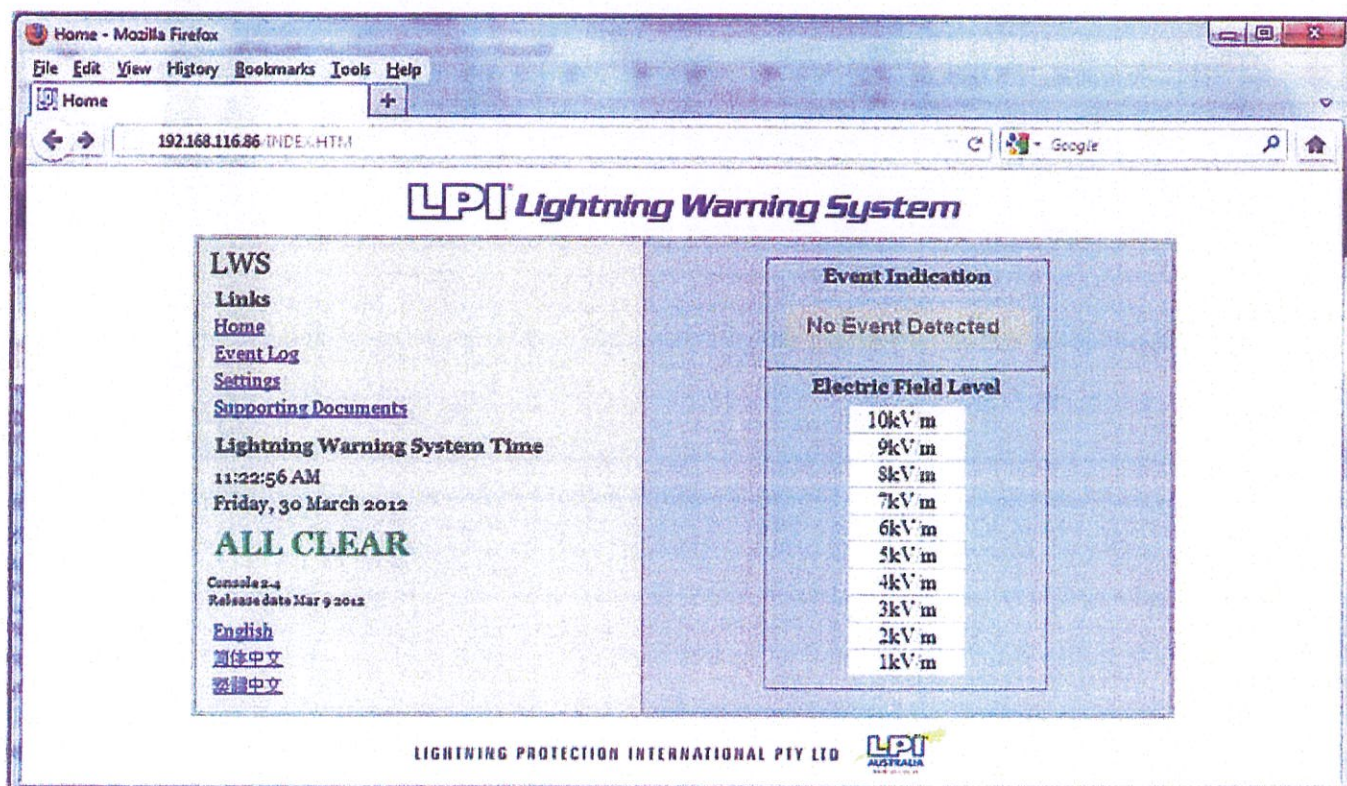 Home - Mozilla Firefox
File Edit View History Bookmarks Tools Help
LPI Home +
192.168.116.86/INDEX.HTM
Google
LPI Lightning Warning System
LWS
Links
Home
Event Log
Settings
Supporting Documents
Lightning Warning System Time
11:22:56 AM
Friday, 30 March 2012
ALL CLEAR
Console 2.4
Release date Mar 9 2012
English
简体中文
繁體中文
Event Indication
No Event Detected
Electric Field Level
10kV m
9kV m
8kV m
7kV m
6kV m
5kV m
4kV m
3kV m
2kV m
1kV m
LIGHTNING PROTECTION INTERNATIONAL PTY LTD
LPI
AUSTRALIA